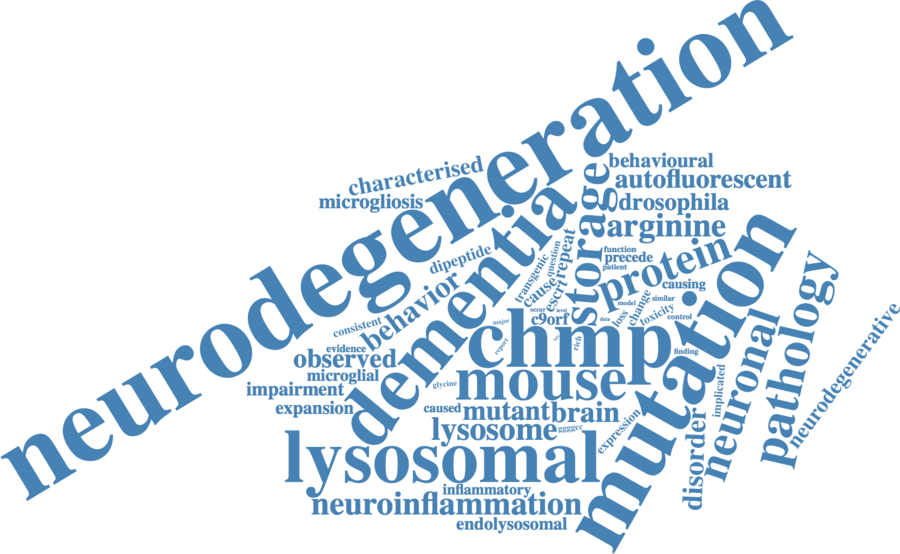 neurodegeneration
characterised
microgliosis
behavioural
autofluorescent
drosophila
arginine
storage
dementia
dipeptide
behavior
consistent
evidence
observed
microglial
impairment
expansion
transgenic
question
repeat
cause
escrt
function
precede
patient
protein
causing
model
similar
change
loss
toxicity
control
data
occur
level
c9orf
major
report
rich
chmp
finding
mouse
glycine
caused
mutant
brain
lysosome
ggggcc
expression
lysosomal
inflammatory
neuroinflammation
endolysosomal
mutation
implicated
neuronal
disorder
pathology
neurodegenerative